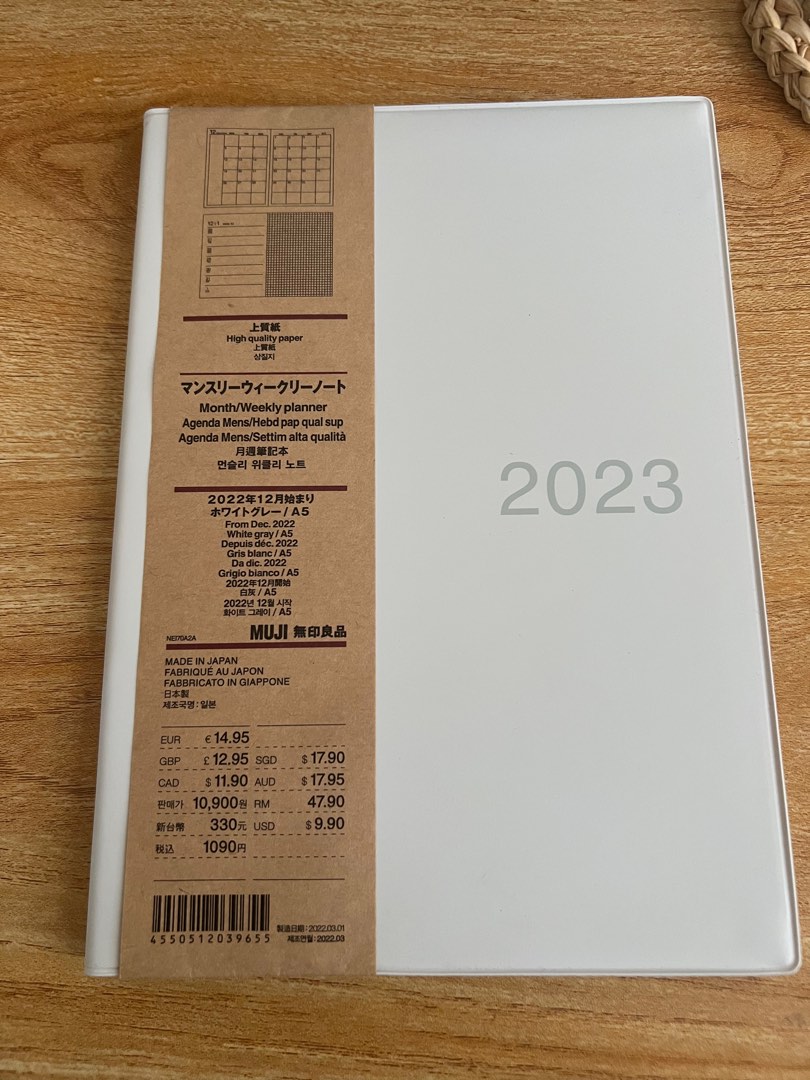 上質紙
High quality paper
上質紙
상질지
マンスリーウィークリーノート
Month/Weekly planner
Agenda Mens/Hebd pap qual sup
Agenda Mens/Settim alta qualità
月週筆記本
먼슬리 위클리 노트
2022年12月始まり
ホワイトグレー/A5
From Dec. 2022
White gray/A5
Depuis déc. 2022
Gris blanc/A5
Da dic. 2022
Grigio bianco/A5
2022年12月開始
白灰/A5
2022년 12월 시작
화이트 그레이/A5
NE176A2A MUJI 無印良品
MADE IN JAPAN
FABRIQUÉ AU JAPON
FABBRICATO IN GIAPPONE
日本製
제조국명:일본
EUR € 14.95
GBP £ 12.95 SGD $ 17.90
CAD $ 11.90 AUD $ 17.95
판매가 10,900원 RM 47.90
新台幣 330元 USD $ 9.90
税込 1090円
製造日期:2022.03.01
4550512039655 제조연월:2022.03
2023